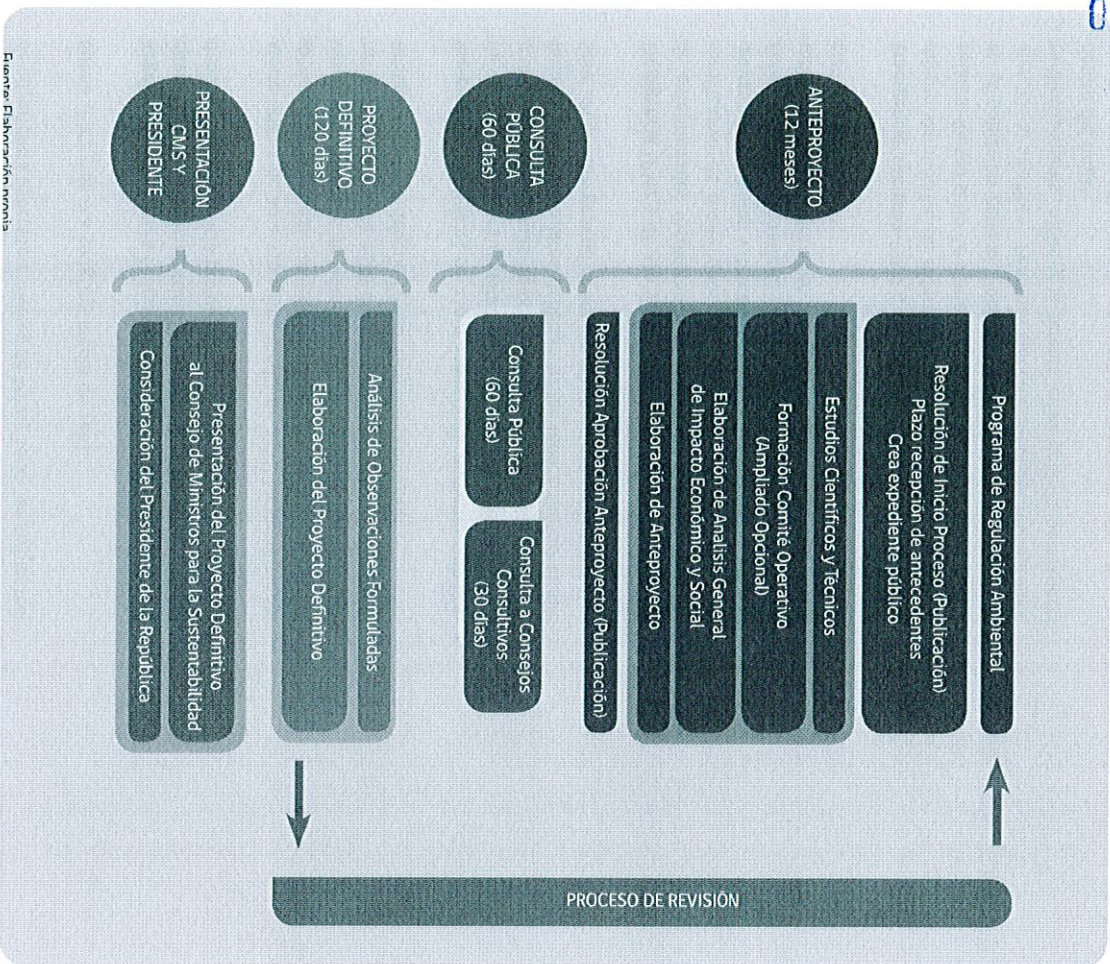 ANTEPROYECTO
(12 meses)
Programa de Regulación Ambiental
Resolución de Inicio Proceso (Publicación)
Plazo recepción de antecedentes
Crea expediente público
Estudios Científicos y Técnicos
Formación Comité Operativo
(Ampliado Opcional)
Elaboración de Analisis General
de Impacto Económico y Social
Elaboración de Anteproyecto
Resolución Aprobación Anteproyecto (Publicación)
CONSULTA
PÚBLICA
(60 días)
Consulta Pública
(60 días)
Consulta a Consejos
Consultivos
(30 días)
PROYECTO
DEFINITIVO
(120 días)
Análisis de Observaciones Formuladas
Elaboración del Proyecto Definitivo
PRESENTACIÓN
CMS Y
PRESIDENTE
Presentación del Proyecto Definitivo
al Consejo de Ministros para la Sustentabilidad
Consideración del Presidente de la República
PROCESO DE REVISIÓN
Fuente: Elaboración propia